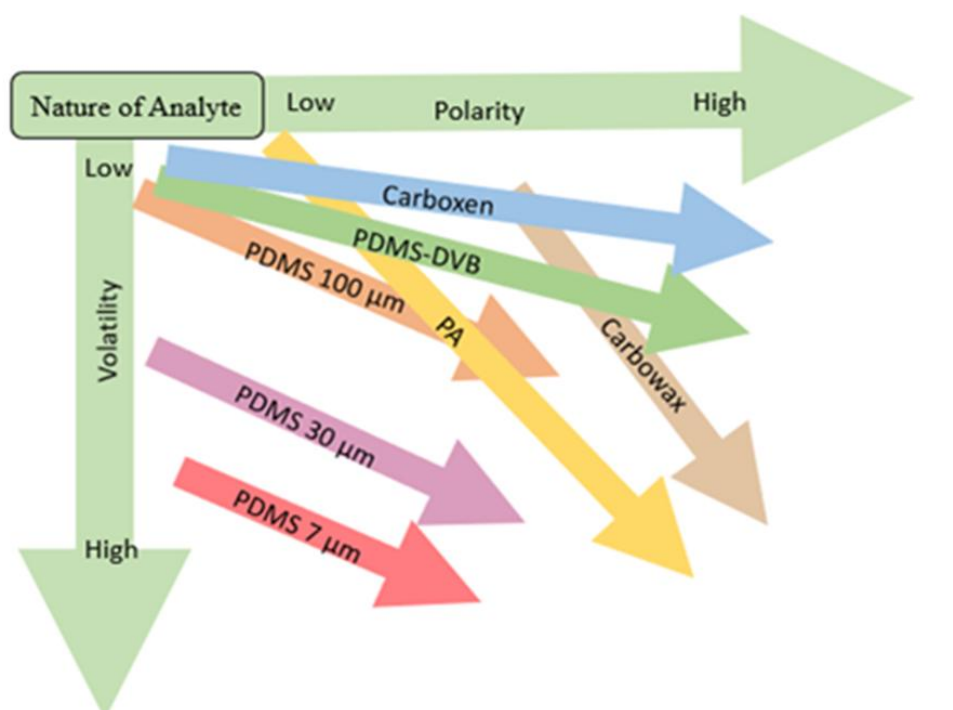 Nature of Analyte
Low
Polarity
High
Low
Volatility
High
Carboxen
PDMS-DVB
PDMS 100 µm
PA
Carbowax
PDMS 30 µm
PDMS 7 µm